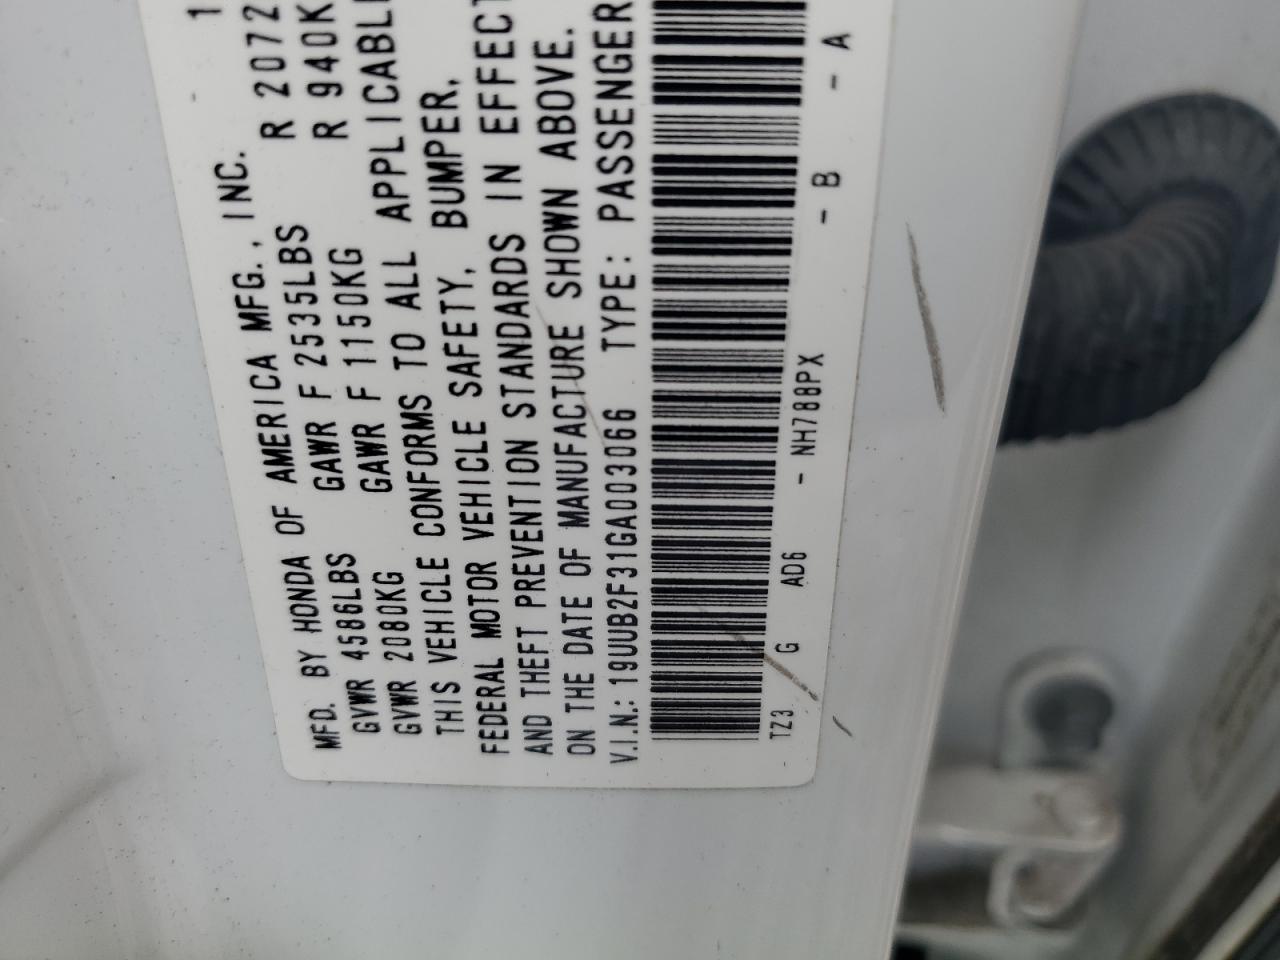 1
MFD. BY HONDA OF AMERICA MFG., INC.
GVWR 4586LBS GAWR F 2535LBS R 2072
GVWR 2080KG GAWR F 1150KG R 940K
THIS VEHICLE CONFORMS TO ALL APPLICABLE
FEDERAL MOTOR VEHICLE SAFETY, BUMPER,
AND THEFT PREVENTION STANDARDS IN EFFECT
ON THE DATE OF MANUFACTURE SHOWN ABOVE.
V.I.N.: 19UUB2F31GA003066 TYPE: PASSENGER
TZ3 G AD6 - NH788PX - B - A